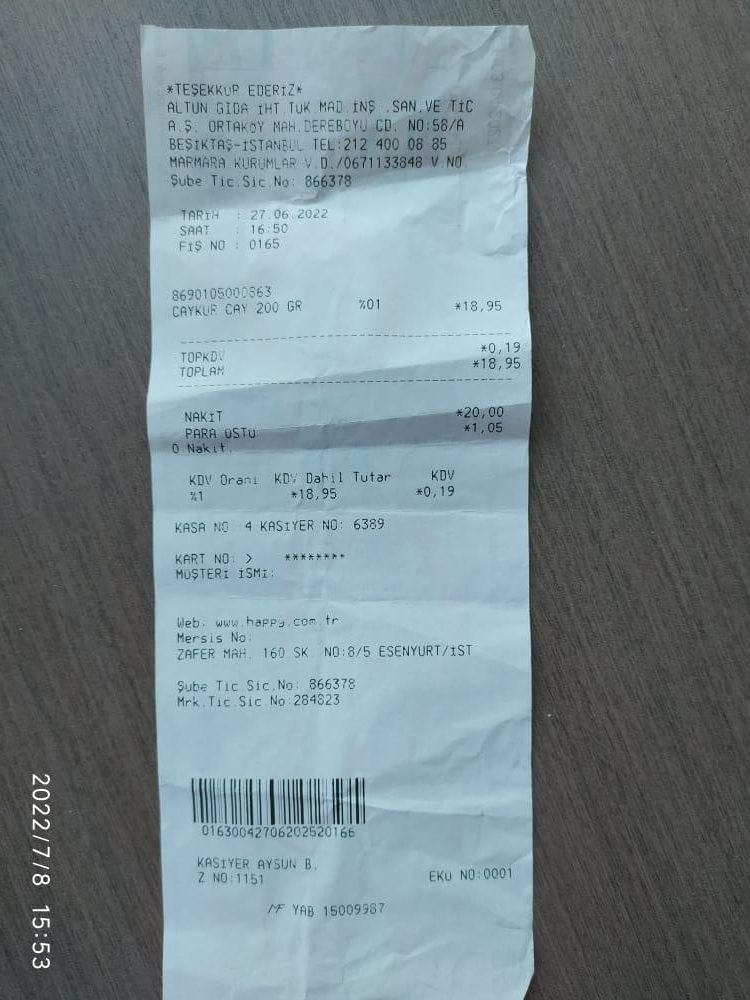 *TEŞEKKÜR EDERİZ*
ALTUN GIDA İHT TÜK MAD.İNŞ .SAN.VE TİC
A.Ş. ORTAKÖY MAH.DEREBOYU CD. NO:58/A
BEŞİKTAŞ-İSTANBUL TEL:212 400 08 85
MARMARA KURUMLAR V.D./0671133848 V.NO
Şube Tic.Sic.No: 866378
TARİH : 27.06.2022
SAAT : 16:50
FİŞ NO : 0165
8690105000863
ÇAYKUR ÇAY 200 GR %01 *18,95
TOPKDV *0,19
TOPLAM *18,95
NAKİT *20,00
PARA ÜSTÜ *1,05
0 Nakit.
KDV Oranı KDV Dahil Tutar KDV
%1 *18,95 *0,19
KASA NO: 4 KASİYER NO: 6389
KART NO: > ********
MÜŞTERİ İSMİ:
Web: www.happy.com.tr
Mersis No:
ZAFER MAH. 160 SK. NO:8/5 ESENYURT/İST
Şube Tic.Sic.No: 866378
Mrk.Tic.Sic.No:284823
01630042706202520166
KASİYER AYSUN B.
Z NO:1151 EKÜ NO:0001
MF YAB 15009987
2022/7/8 15:53